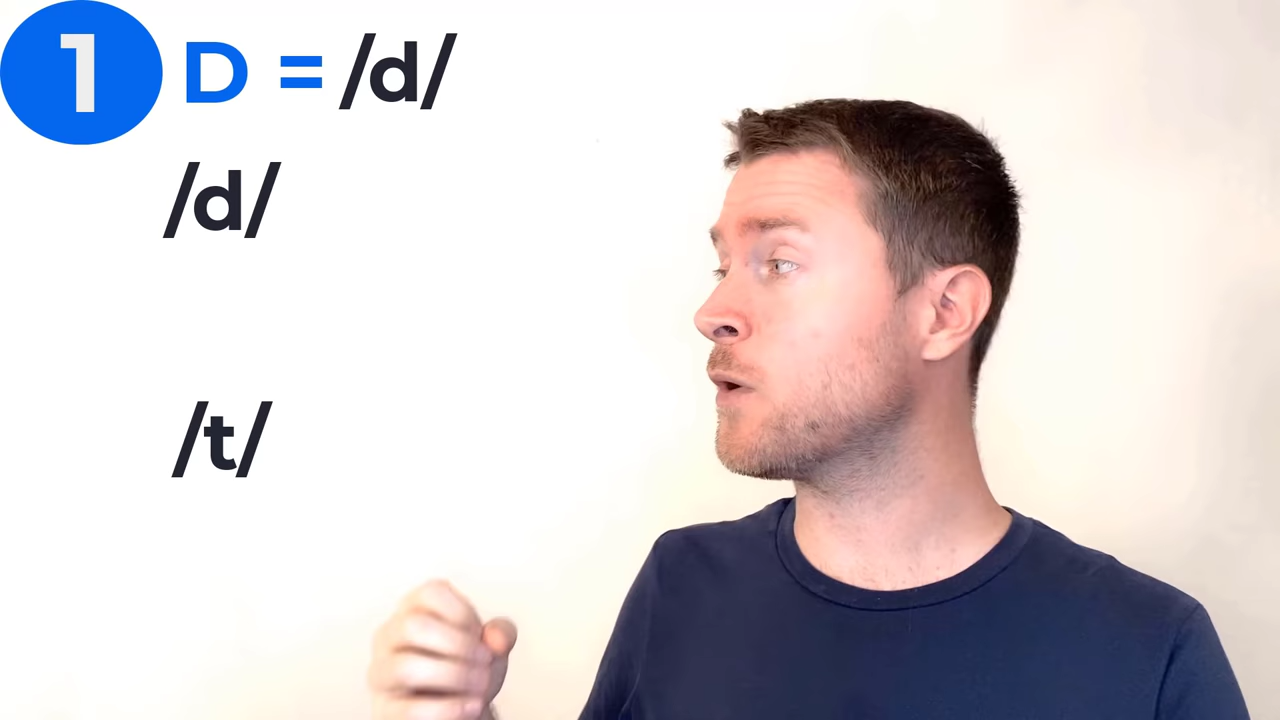 1 D = /d/
/d/
/t/